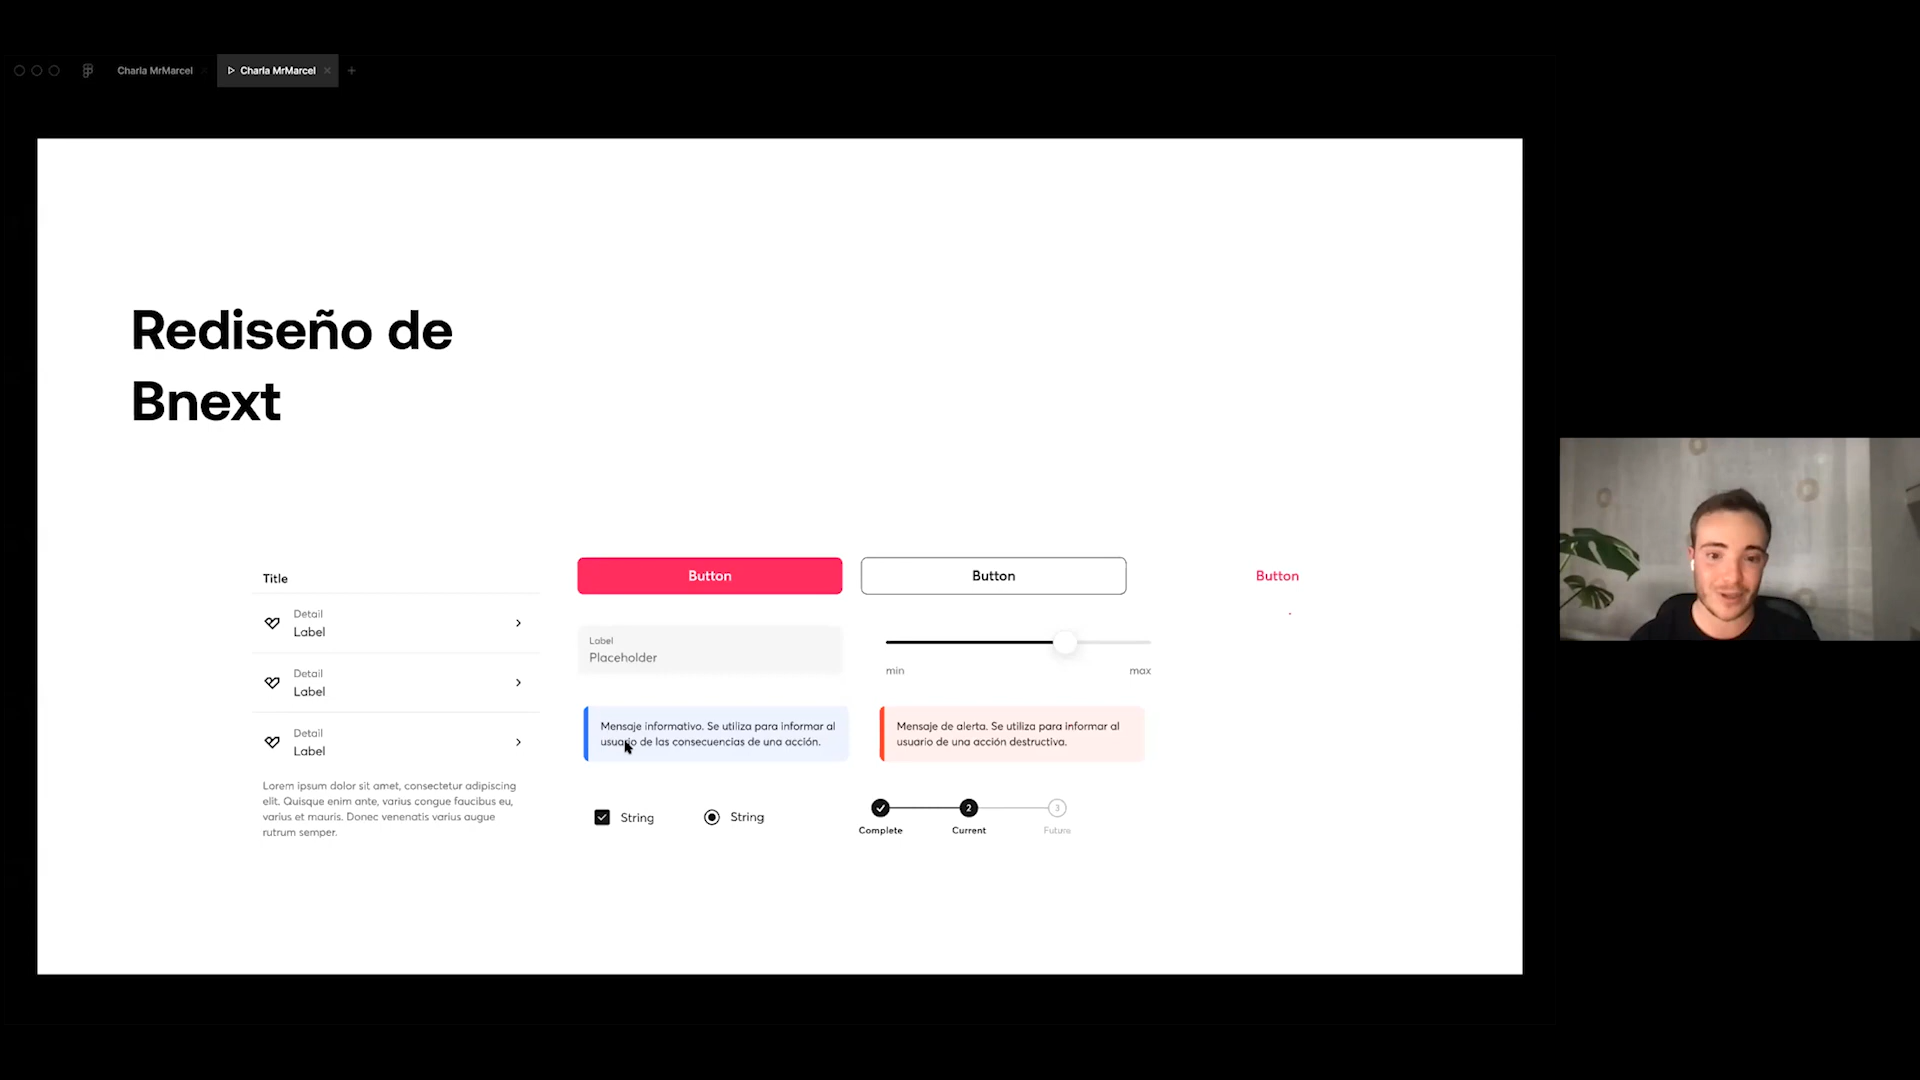 Charla MrMarcel
Charla MrMarcel
Rediseño de
Bnext
Title
Detail
Label
Detail
Label
Detail
Label
Lorem ipsum dolor sit amet, consectetur adipiscing
elit. Quisque enim ante, varius congue faucibus eu,
varius et mauris. Donec venenatis varius augue
rutrum semper.
Button
Button
Button
Label
Placeholder
min
max
Mensaje informativo. Se utiliza para informar al
usuario de las consecuencias de una acción.
Mensaje de alerta. Se utiliza para informar al
usuario de una acción destructiva.
String
String
2
3
Complete
Current
Future